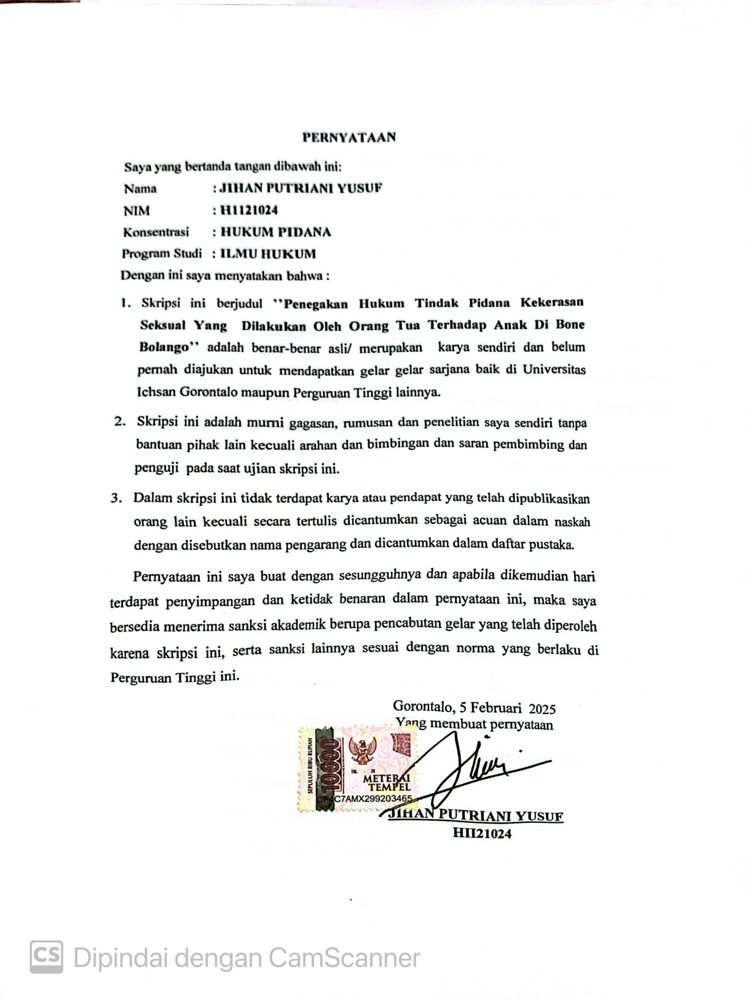 PERNYATAAN
Saya yang bertanda tangan dibawah ini:
Nama : JIHAN PUTRIANI YUSUF
NIM : H1121024
Konsentrasi : HUKUM PIDANA
Program Studi : ILMU HUKUM
Dengan ini saya menyatakan bahwa :
1. Skripsi ini berjudul ‘‘Penegakan Hukum Tindak Pidana Kekerasan
Seksual Yang Dilakukan Oleh Orang Tua Terhadap Anak Di Bone
Bolango’’ adalah benar-benar asli/ merupakan karya sendiri dan belum
pernah diajukan untuk mendapatkan gelar gelar sarjana baik di Universitas
Ichsan Gorontalo maupun Perguruan Tinggi lainnya.
2. Skripsi ini adalah murni gagasan, rumusan dan penelitian saya sendiri tanpa
bantuan pihak lain kecuali arahan dan bimbingan dan saran pembimbing dan
penguji pada saat ujian skripsi ini.
3. Dalam skripsi ini tidak terdapat karya atau pendapat yang telah dipublikasikan
orang lain kecuali secara tertulis dicantumkan sebagai acuan dalam naskah
dengan disebutkan nama pengarang dan dicantumkan dalam daftar pustaka.
Pernyataan ini saya buat dengan sesungguhnya dan apabila dikemudian hari
terdapat penyimpangan dan ketidak benaran dalam pernyataan ini, maka saya
bersedia menerima sanksi akademik berupa pencabutan gelar yang telah diperoleh
karena skripsi ini, serta sanksi lainnya sesuai dengan norma yang berlaku di
Perguruan Tinggi ini.
Gorontalo, 5 Februari 2025
Yang membuat pernyataan
SEPULUH RIBU RUPIAH
10000
TGL. 20
METERAI
TEMPEL
CF4C7AMX299203465
JIHAN PUTRIANI YUSUF
HII21024
CS Dipindai dengan CamScanner